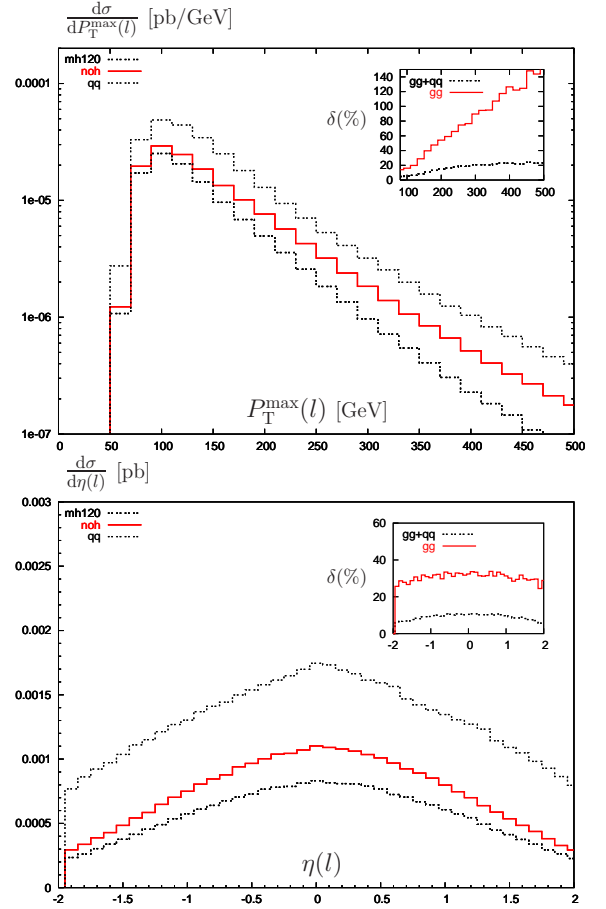 dσ/dP_T^max(l) [pb/GeV]
mh120
noh
qq
0.0001
1e-05
1e-06
1e-07
gg+qq
gg
δ(%)
140
120
100
80
60
40
20
0
100 200 300 400 500
P_T^max(l) [GeV]
0 50 100 150 200 250 300 350 400 450 500
dσ/dη(l) [pb]
0.003
mh120
noh
qq
0.0025
0.002
0.0015
0.001
0.0005
0
gg+qq
gg
δ(%)
60
40
20
0
-2 -1 0 1 2
η(l)
-2 -1.5 -1 -0.5 0 0.5 1 1.5 2